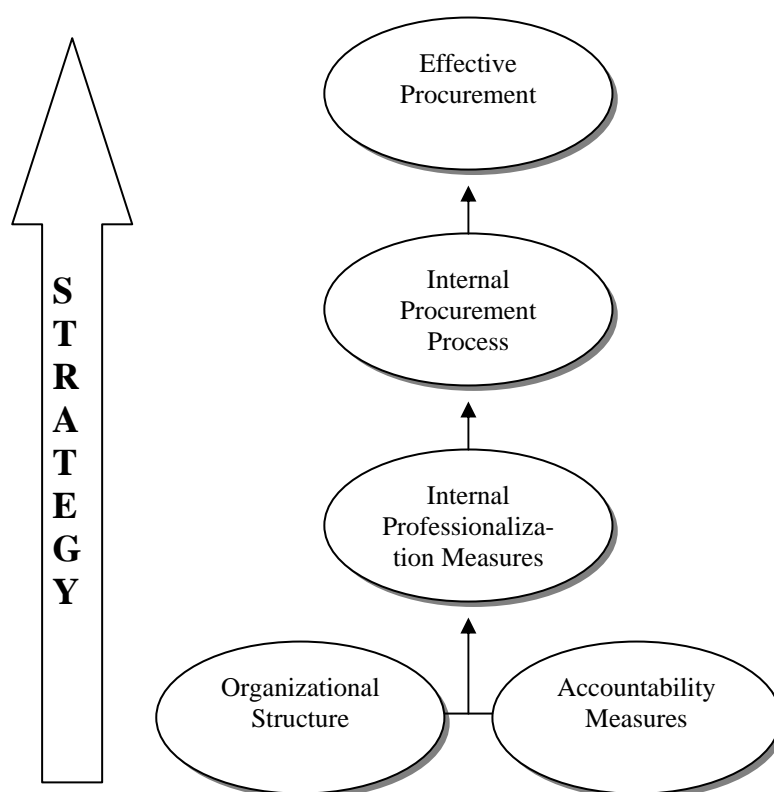 Effective
Procurement
Internal
Procurement
Process
S
T
R
A
T
E
G
Y
Internal
Professionaliza-
tion Measures
Organizational
Structure
Accountability
Measures